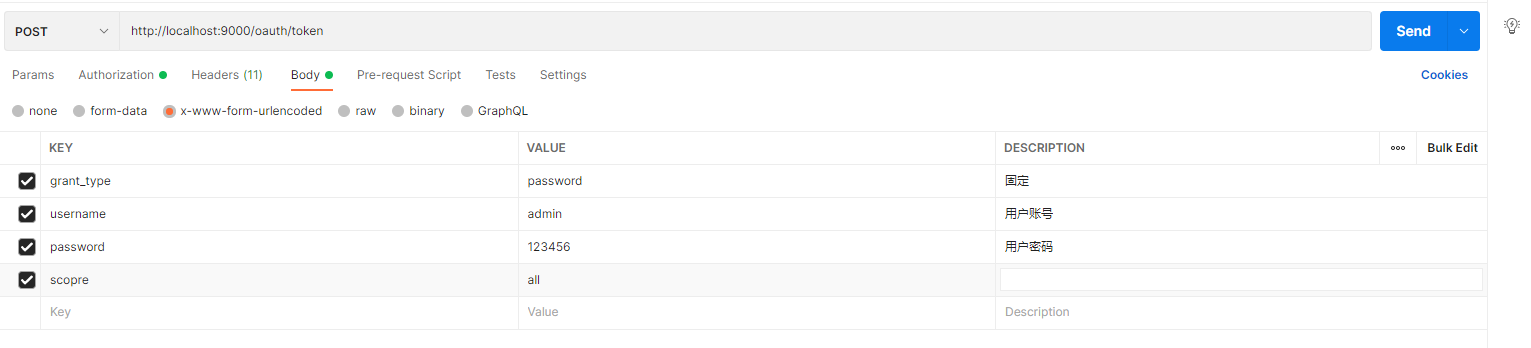 POST http://localhost:9000/oauth/token Send
Params Authorization Headers (11) Body Pre-request Script Tests Settings Cookies
none form-data x-www-form-urlencoded raw binary GraphQL
KEY VALUE DESCRIPTION Bulk Edit
grant_type password 固定
username admin 用户账号
password 123456 用户密码
scopre all
Key Value Description